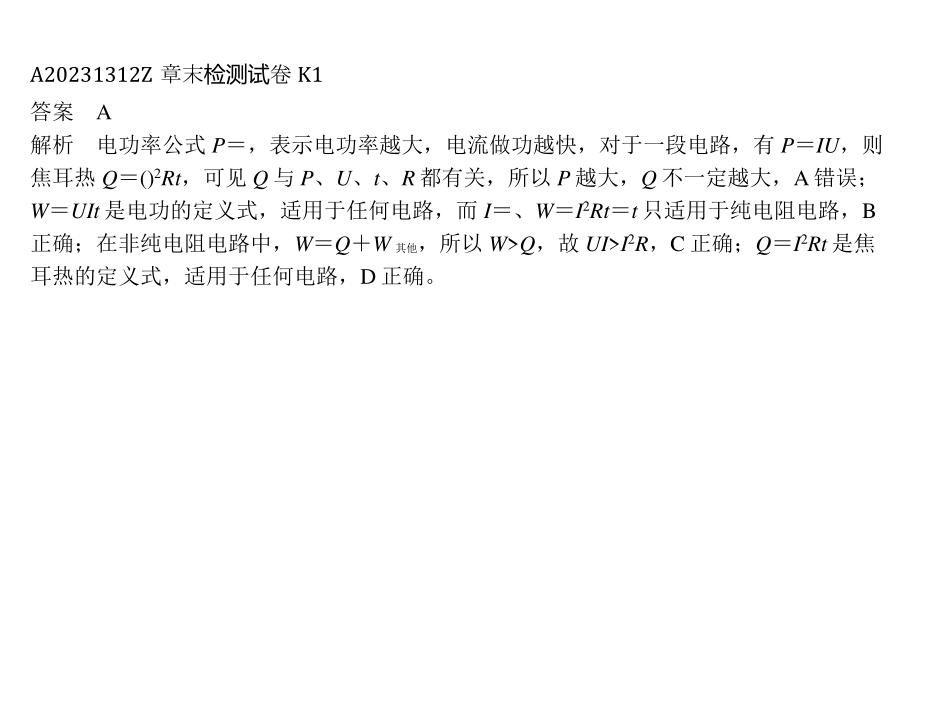 A20231312Z 章末检测试卷 K1
答案　A
解析　电功率公式 P＝，表示电功率越大，电流做功越快，对于一段电路，有 P＝IU，则
焦耳热 Q＝()²Rt，可见 Q 与 P、U、t、R 都有关，所以 P 越大，Q 不一定越大，A 错误；
W＝UIt 是电功的定义式，适用于任何电路，而 I＝、W＝I²Rt＝t 只适用于纯电阻电路，B
正确；在非纯电阻电路中，W＝Q＋W 其他，所以 W>Q，故 UI>I²R，C 正确；Q＝I²Rt 是焦
耳热的定义式，适用于任何电路，D 正确。